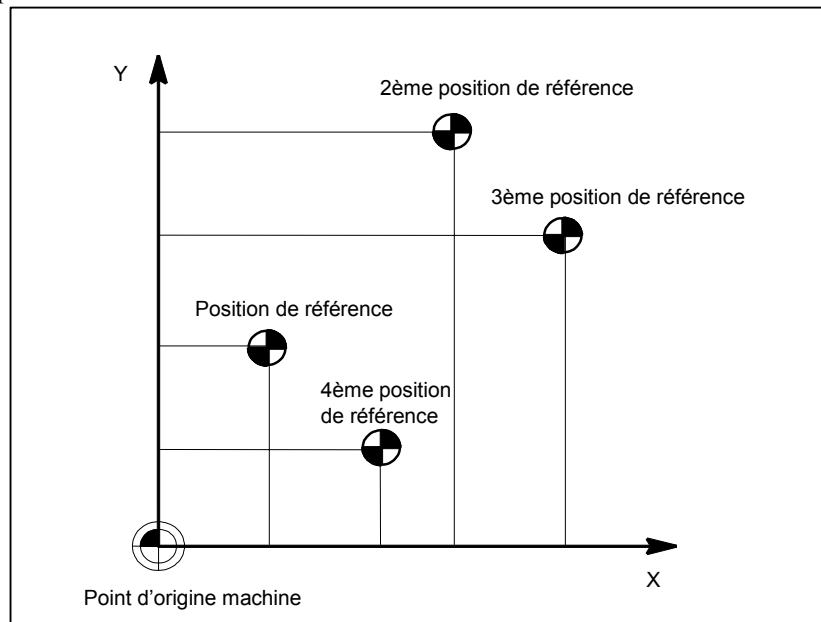 Y
2ème position de référence
3ème position de référence
Position de référence
4ème position
de référence
X
Point d'origine machine